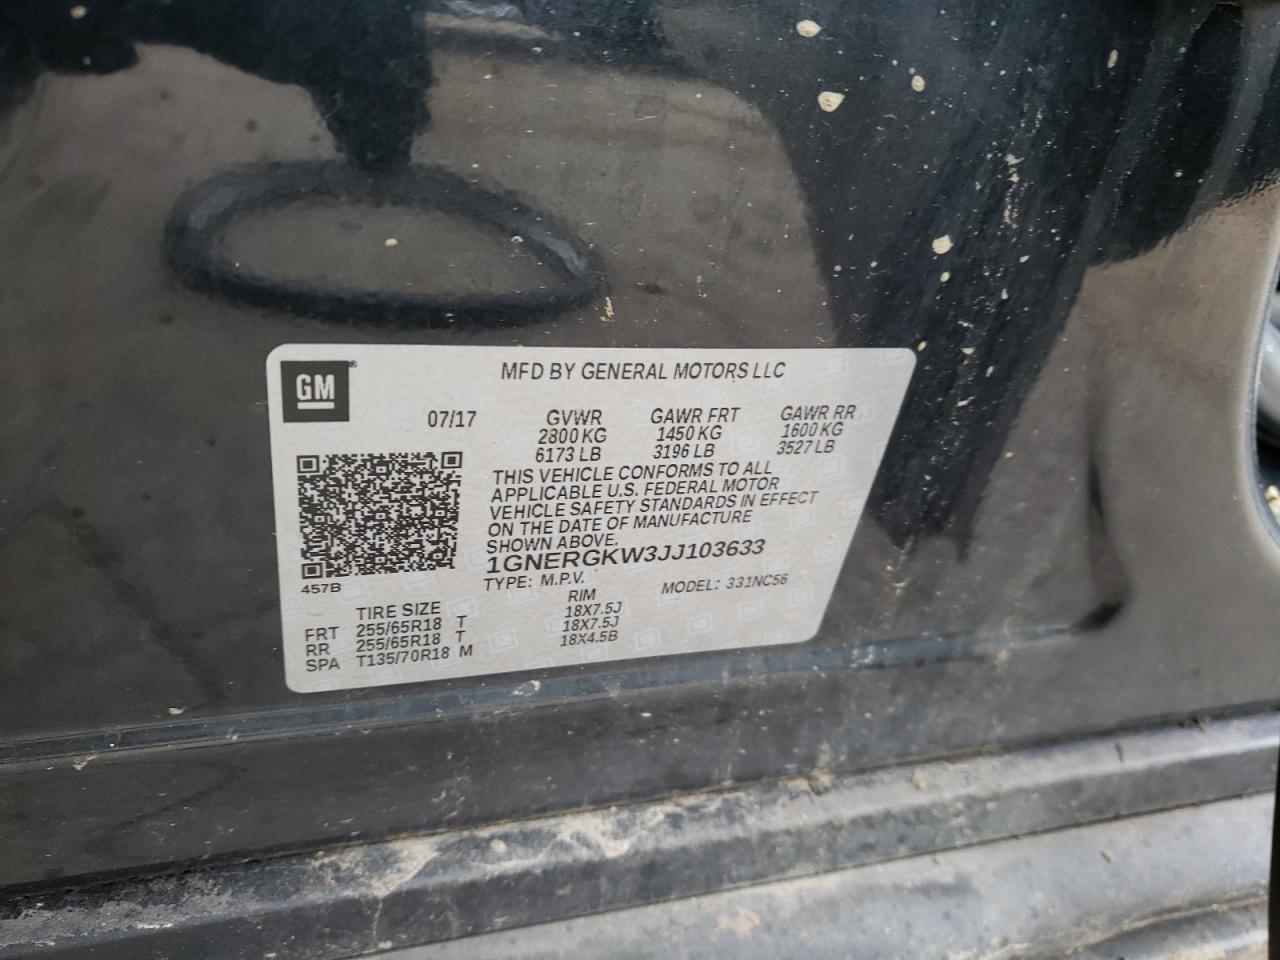 GM
MFD BY GENERAL MOTORS LLC
07/17 GVWR GAWR FRT GAWR RR
2800 KG 1450 KG 1600 KG
6173 LB 3196 LB 3527 LB
THIS VEHICLE CONFORMS TO ALL
APPLICABLE U.S. FEDERAL MOTOR
VEHICLE SAFETY STANDARDS IN EFFECT
ON THE DATE OF MANUFACTURE
SHOWN ABOVE.
1GNERGKW3JJ103633
457B
TYPE: M.P.V. MODEL: 331NC56
TIRE SIZE RIM
FRT 255/65R18 T 18X7.5J
RR 255/65R18 T 18X7.5J
SPA T135/70R18 M 18X4.5B